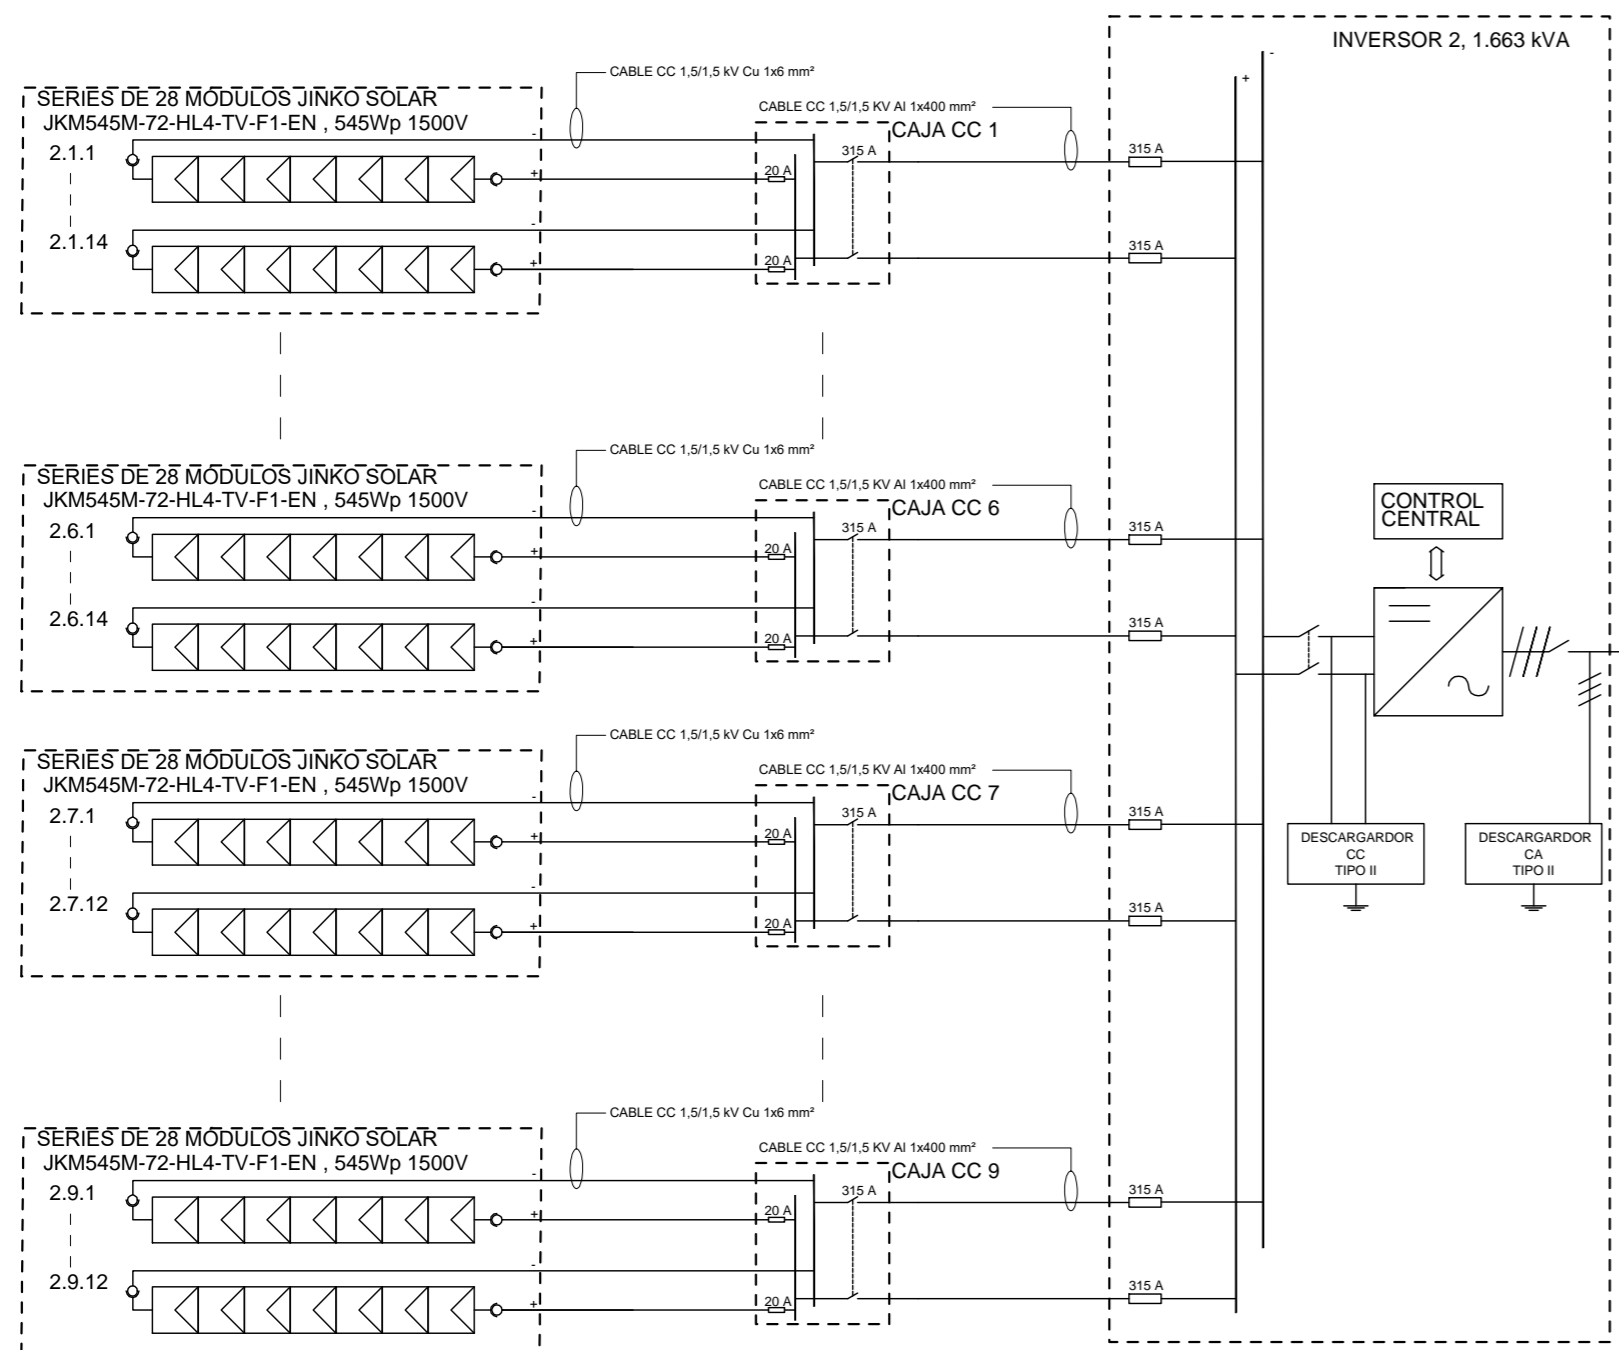 INVERSOR 2, 1.663 kVA
-
+
CABLE CC 1,5/1,5 kV Cu 1x6 mm²
SERIES DE 28 MÓDULOS JINKO SOLAR
JKM545M-72-HL4-TV-F1-EN , 545Wp 1500V
CABLE CC 1,5/1,5 KV Al 1x400 mm²
CAJA CC 1
-
2.1.1
315 A
315 A
+
20 A
-
2.1.14
315 A
+
20 A
CABLE CC 1,5/1,5 kV Cu 1x6 mm²
SERIES DE 28 MÓDULOS JINKO SOLAR
JKM545M-72-HL4-TV-F1-EN , 545Wp 1500V
CABLE CC 1,5/1,5 KV Al 1x400 mm²
CAJA CC 6
-
2.6.1
315 A
315 A
+
20 A
-
2.6.14
315 A
+
20 A
CONTROL
CENTRAL
CABLE CC 1,5/1,5 kV Cu 1x6 mm²
SERIES DE 28 MÓDULOS JINKO SOLAR
JKM545M-72-HL4-TV-F1-EN , 545Wp 1500V
CABLE CC 1,5/1,5 KV Al 1x400 mm²
CAJA CC 7
-
2.7.1
315 A
315 A
+
20 A
-
2.7.12
315 A
+
20 A
DESCARGARDOR
CC
TIPO II
DESCARGARDOR
CA
TIPO II
CABLE CC 1,5/1,5 kV Cu 1x6 mm²
SERIES DE 28 MÓDULOS JINKO SOLAR
JKM545M-72-HL4-TV-F1-EN , 545Wp 1500V
CABLE CC 1,5/1,5 KV Al 1x400 mm²
CAJA CC 9
-
2.9.1
315 A
315 A
+
20 A
-
2.9.12
315 A
+
20 A